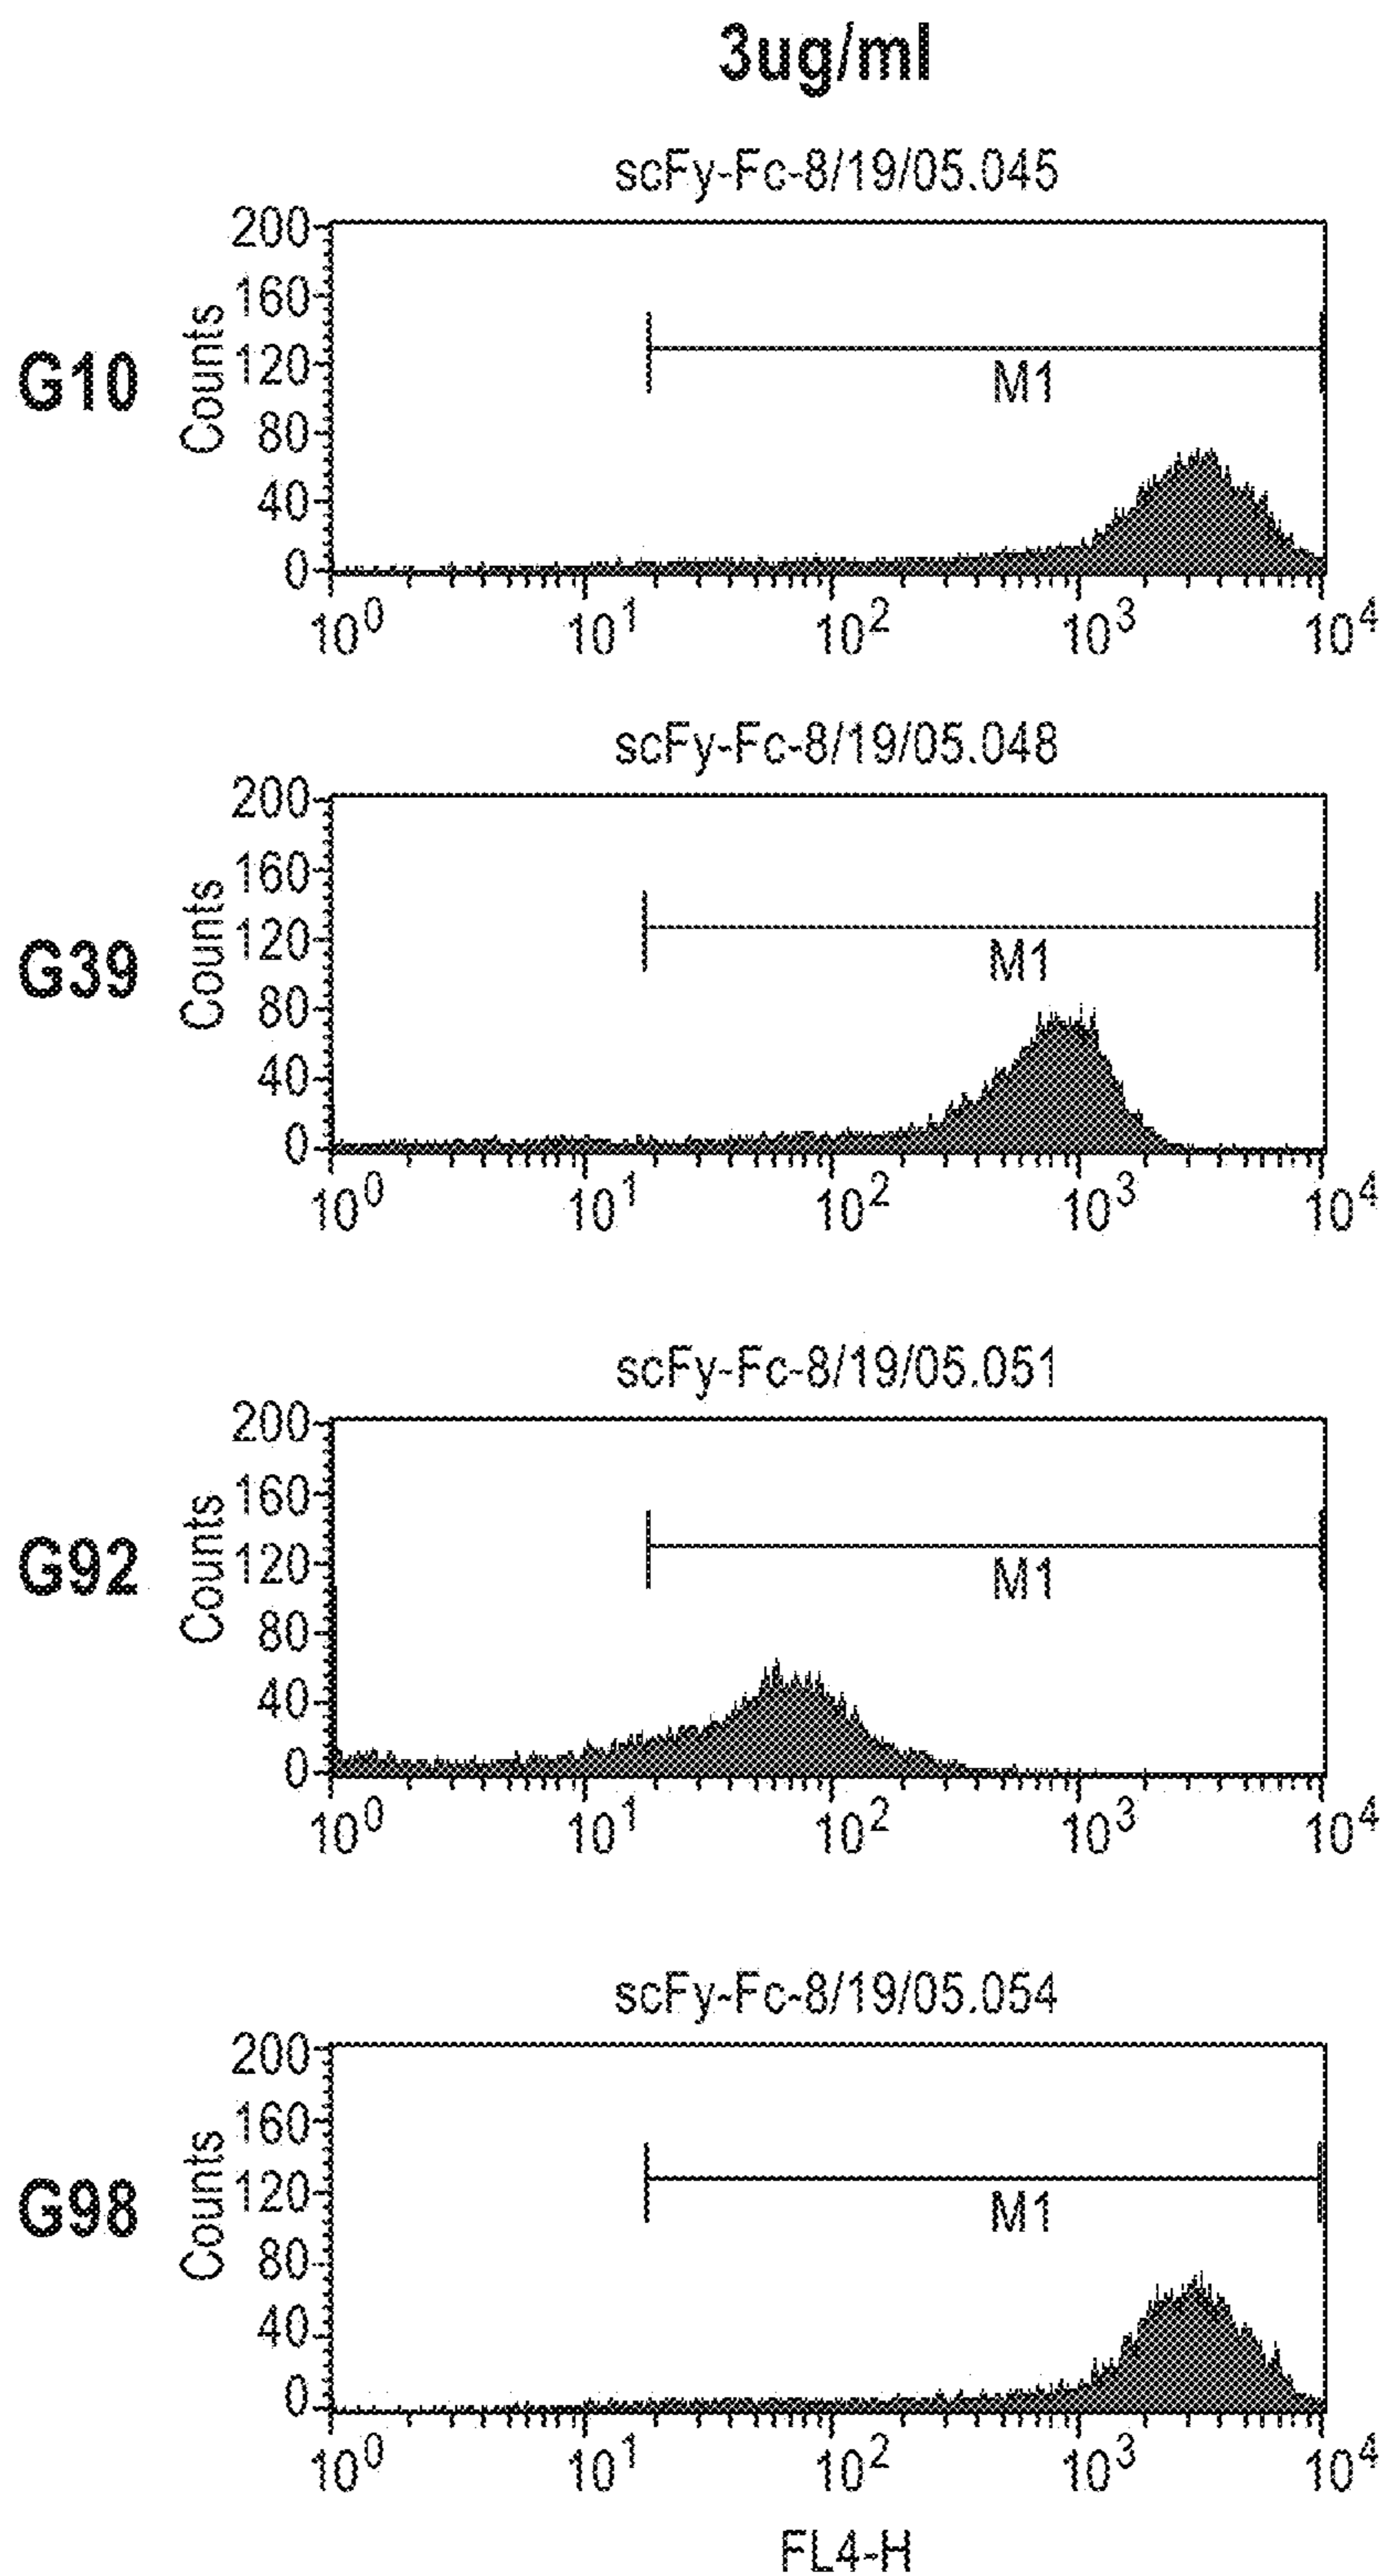 3ug/ml
scFy-Fc-8/19/05.045
G10
Counts
200
160
120
80
40
0
M1
10^0 10^1 10^2 10^3 10^4
scFy-Fc-8/19/05.048
G39
Counts
200
160
120
80
40
0
M1
10^0 10^1 10^2 10^3 10^4
scFy-Fc-8/19/05.051
G92
Counts
200
160
120
80
40
0
M1
10^0 10^1 10^2 10^3 10^4
scFy-Fc-8/19/05.054
G98
Counts
200
160
120
80
40
0
M1
10^0 10^1 10^2 10^3 10^4
FL4-H